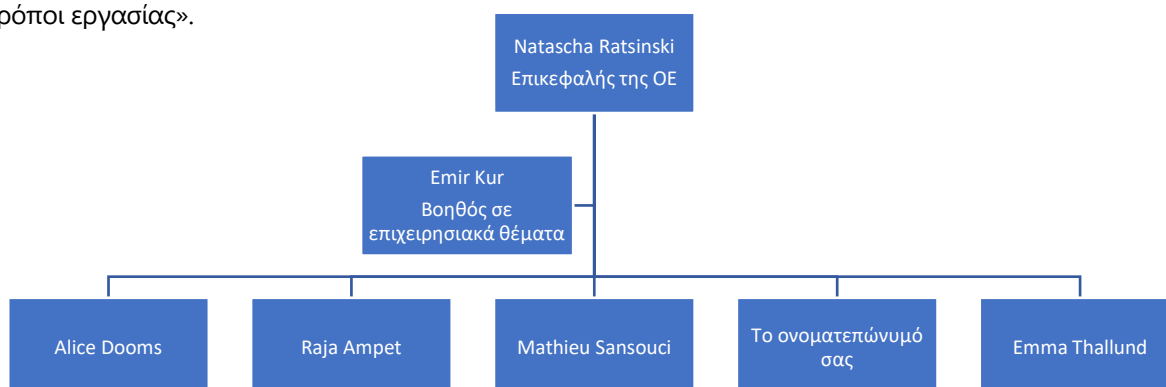 ρόποι εργασίας».
Natascha Ratsinski
Επικεφαλής της ΟΕ
Emir Kur
Βοηθός σε
επιχειρησιακά θέματα
Alice Dooms
Raja Ampet
Mathieu Sansouci
Το ονοματεπώνυμό
σας
Emma Thallund